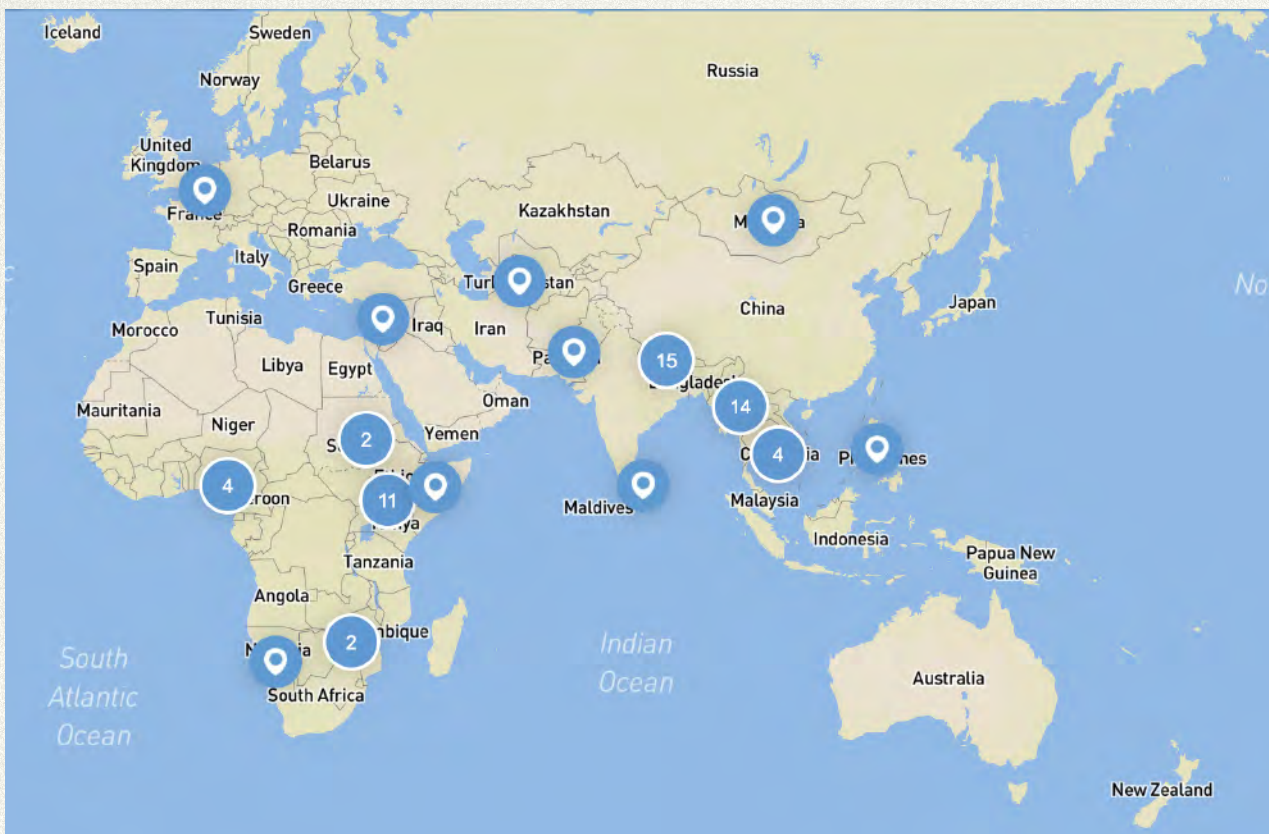 Iceland
Sweden
Norway
Russia
United
Kingdom
Belarus
Ukraine
France
Kazakhstan
Romania
Italy
Spain
Greece
Japan
Tunisia
Morocco
China
Iraq
Iran
Libya
Egypt
15
Mauritania
Oman
14
Niger
Yemen
2
4
4
11
Malaysia
Maldives
Indonesia
Tanzania
Papua New
Guinea
Angola
2
Indian
Ocean
South
Atlantic
Ocean
Australia
South Africa
New Zealand